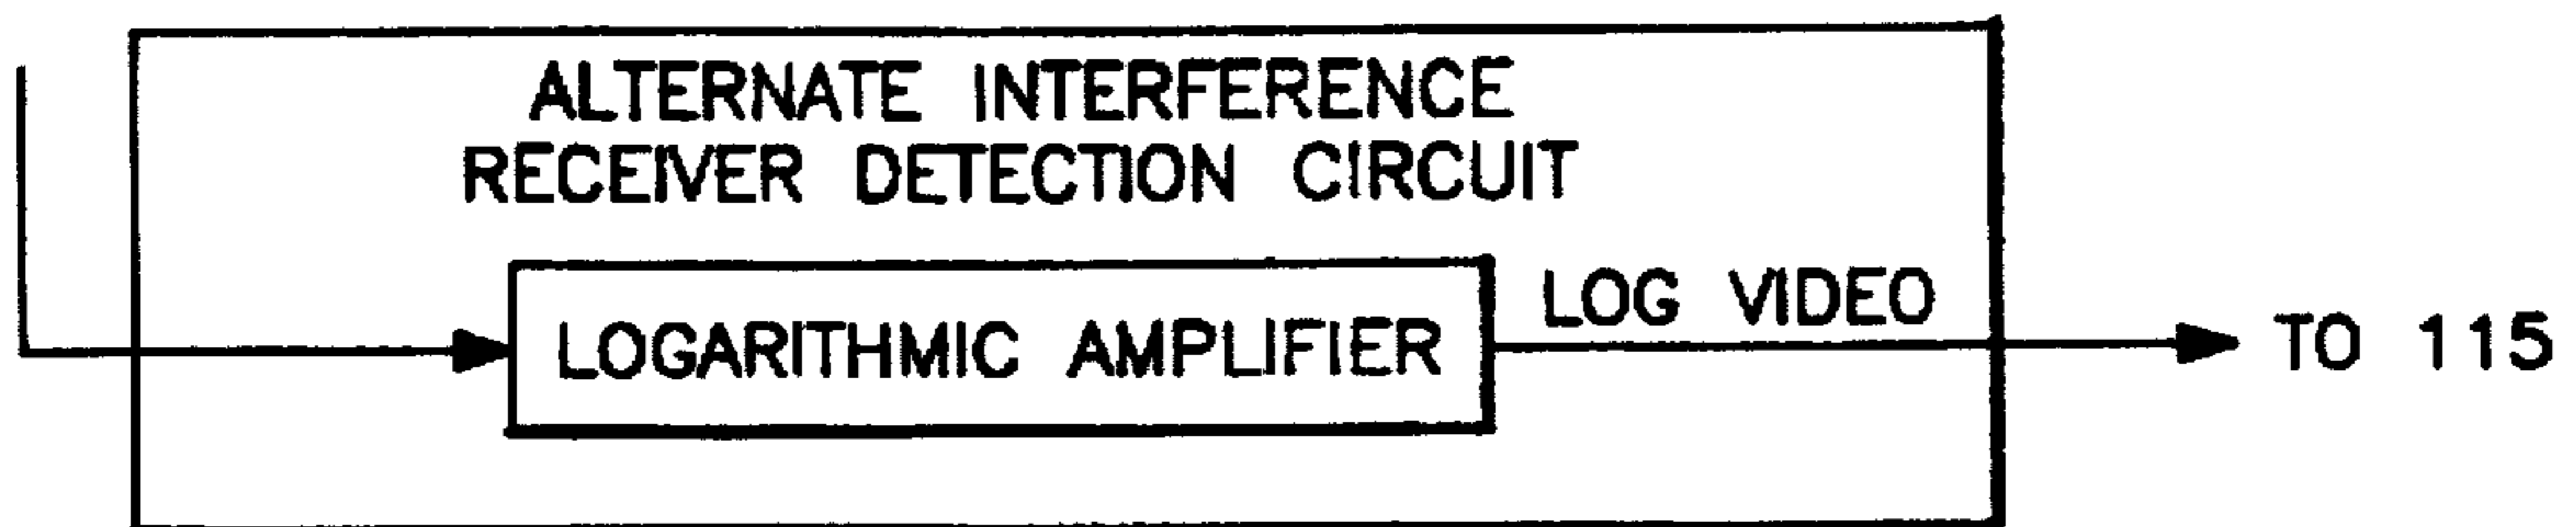 ALTERNATE INTERFERENCE
RECEIVER DETECTION CIRCUIT
LOGARITHMIC AMPLIFIER
LOG VIDEO
TO 115